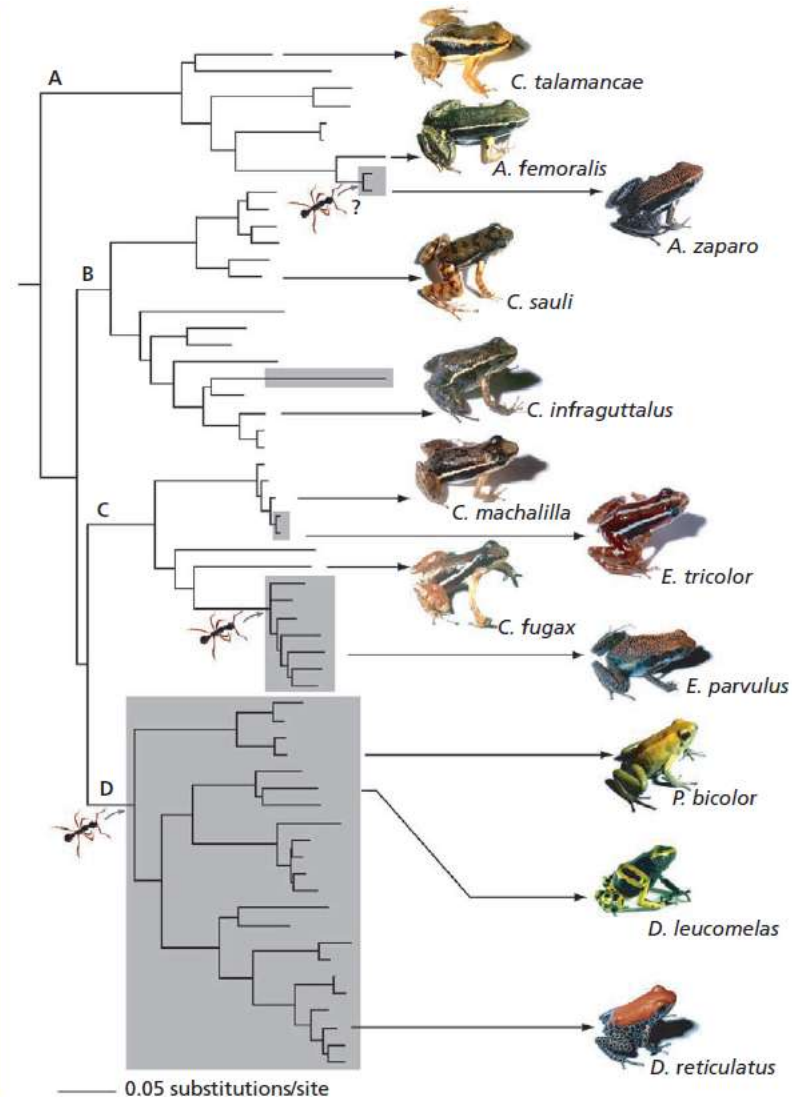 A
C. talamancae
A. femoralis
?
A. zaparo
B
C. sauli
C. infraguttalus
C
C. machalilla
E. tricolor
C. fugax
E. parvulus
D
P. bicolor
D. leucomelas
D. reticulatus
0.05 substitutions/site